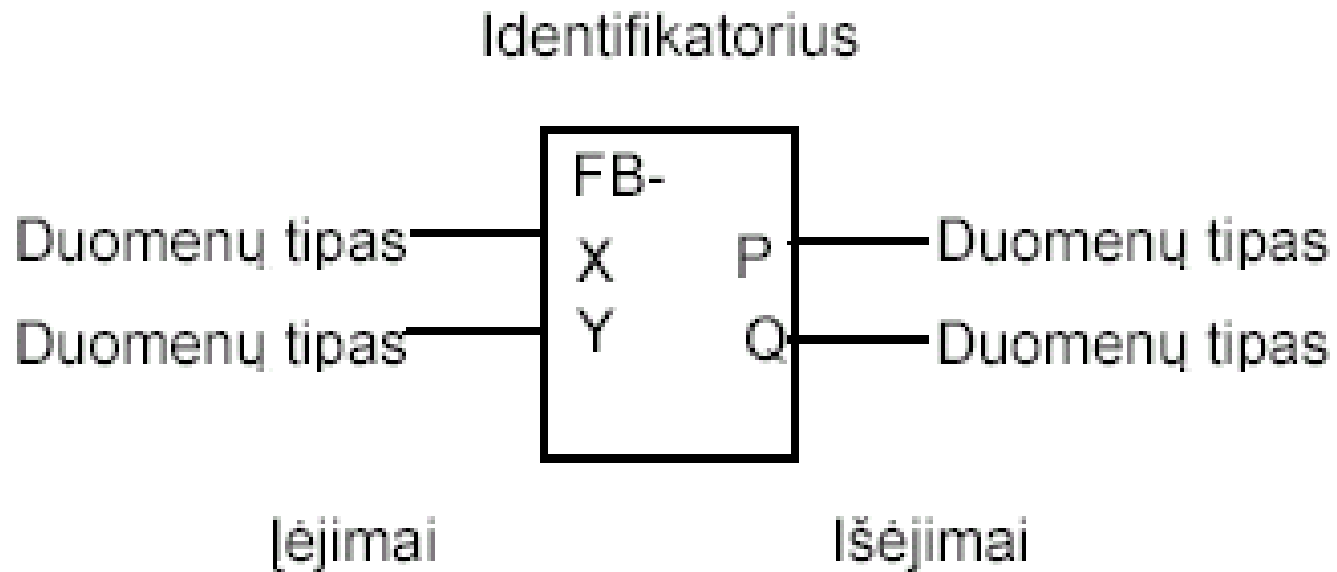 Identifikatorius
FB-
Duomenų tipas X P Duomenų tipas
Duomenų tipas Y Q Duomenų tipas
Įėjimai Išėjimai